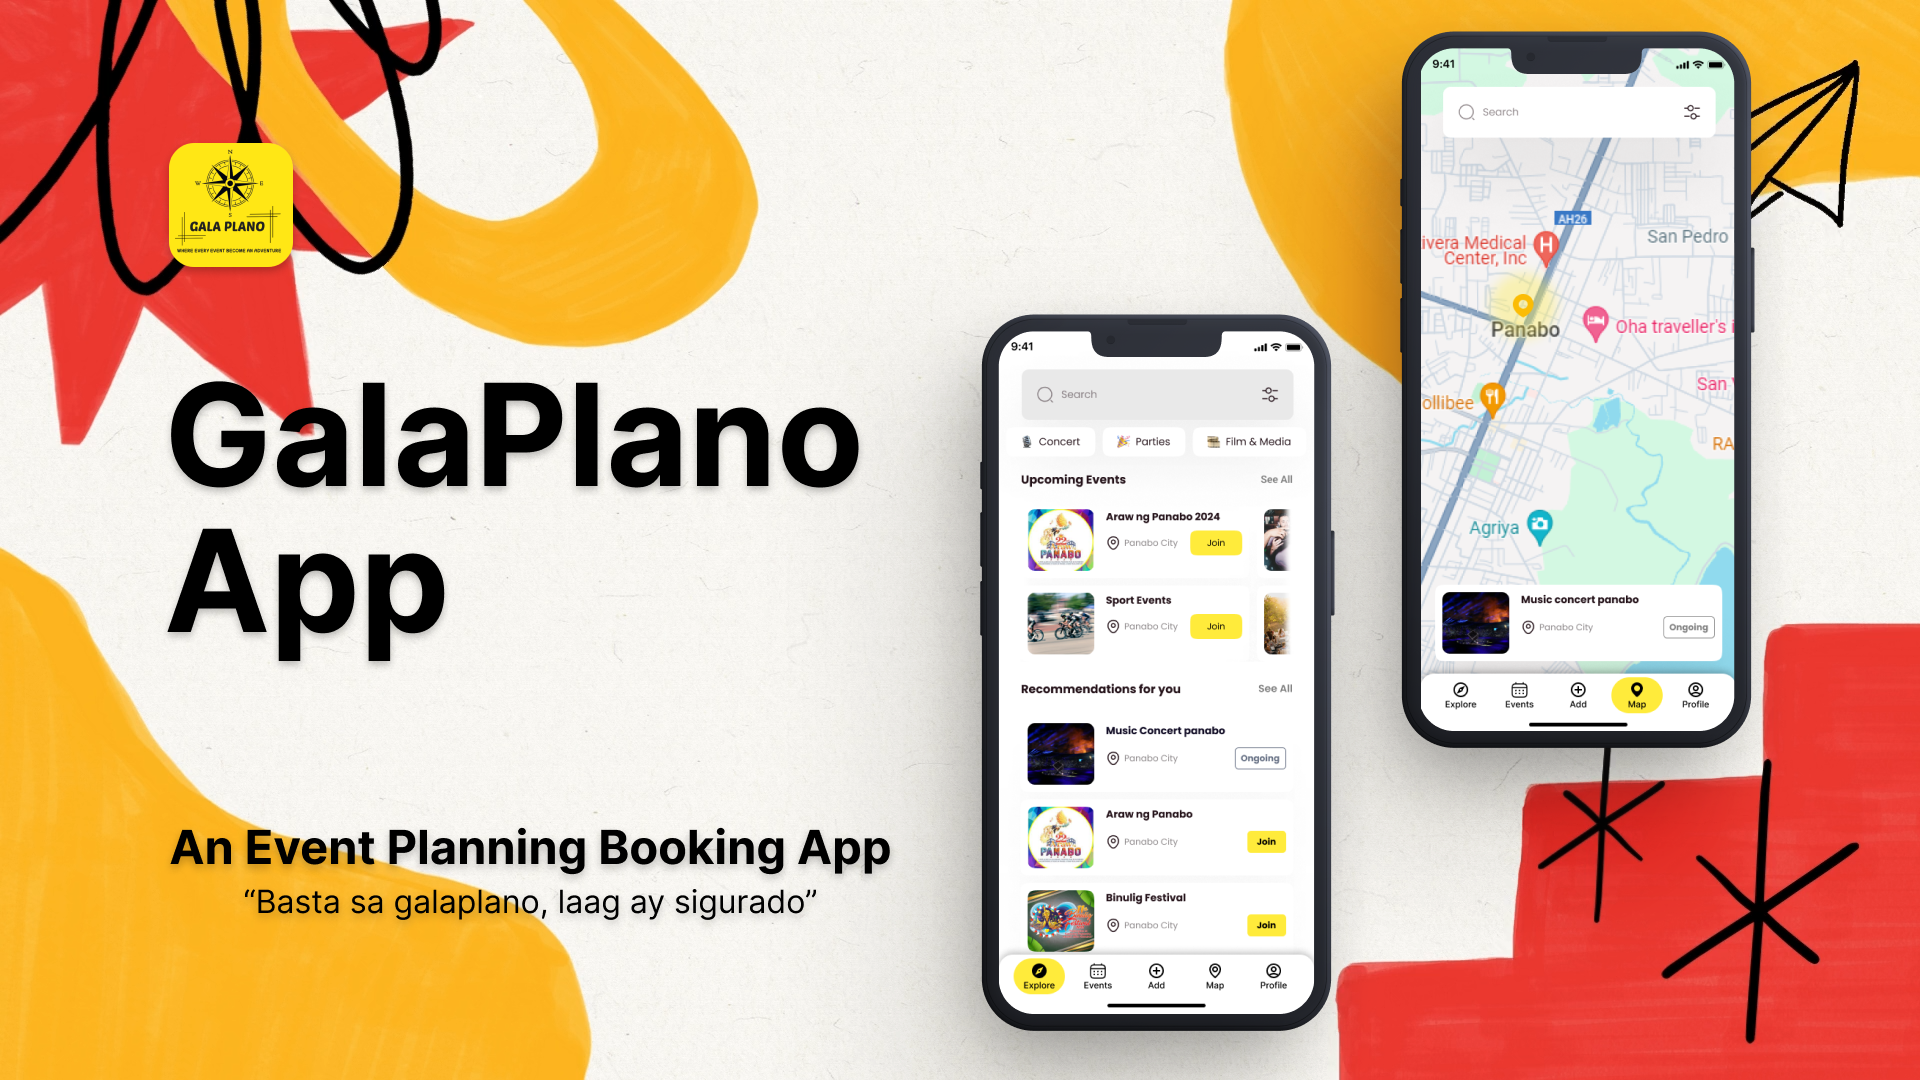 N
W E
S
GALA PLANO
WHERE EVERY EVENT BECOME AN ADVENTURE
GalaPlano
App
An Event Planning Booking App
“Basta sa galaplano, laag ay sigurado”
9:41
Search
Concert
Parties
Film & Media
Upcoming Events
See All
Araw ng Panabo 2024
Panabo City
Join
PANABO
Sport Events
Panabo City
Join
Recommendations for you
See All
Music Concert panabo
Panabo City
Ongoing
Araw ng Panabo
Panabo City
Join
PANABO
Binulig Festival
Panabo City
Join
Explore
Events
Add
Map
Profile
9:41
Search
AH26
San Pedro
ivera Medical
Center, Inc
H
Panabo
Oha traveller's i
San V
ollibee
RA
Agriya
Music concert panabo
Panabo City
Ongoing
Explore
Events
Add
Map
Profile